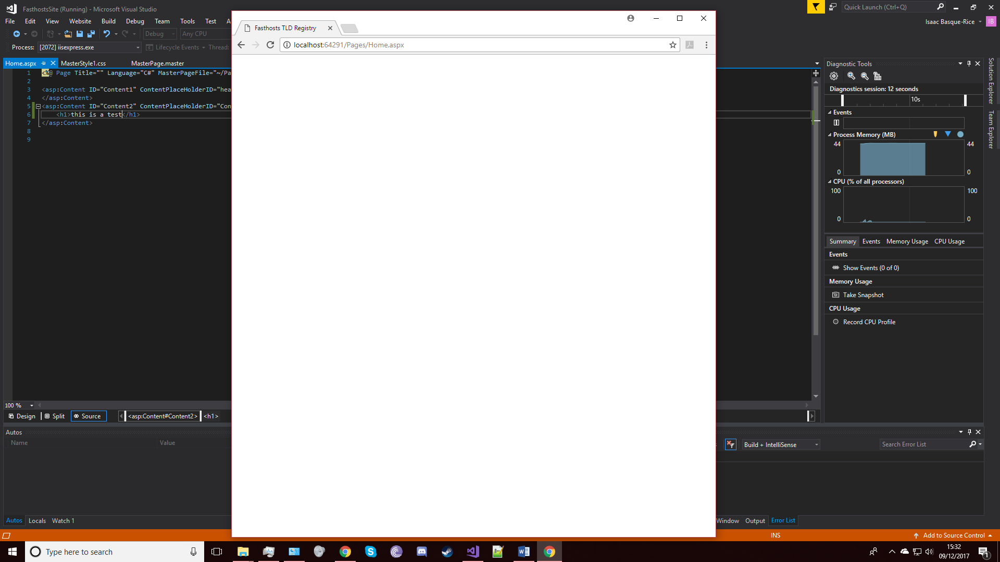 FasthostsSite (Running) - Microsoft Visual Studio
Quick Launch (Ctrl+Q)
File Edit View Website Build Debug Team Tools Test A
Isaac Basque-Rice IB
Debug Any CPU
Process: [2072] iisexpress.exe Lifecycle Events Thread:
Home.aspx MasterStyle1.css MasterPage.master
1 <%@ Page Title="" Language="C#" MasterPageFile="~/Pa
2
3 <asp:Content ID="Content1" ContentPlaceHolderID="hea
4 </asp:Content>
5 <asp:Content ID="Content2" ContentPlaceHolderID="Con
6 <h1>this is a test</h1>
7 </asp:Content>
8
9
100 %
Design Split Source <asp:Content#Content2> <h1>
Autos
Name Value
Autos Locals Watch 1
Fasthosts TLD Registry
localhost:64291/Pages/Home.aspx
Diagnostic Tools
Diagnostics session: 12 seconds
10s
Events
Process Memory (MB)
44 44
0 0
CPU (% of all processors)
100 100
0 0
Summary Events Memory Usage CPU Usage
Events
Show Events (0 of 0)
Memory Usage
Take Snapshot
CPU Usage
Record CPU Profile
Solution Explorer
Team Explorer
Build + IntelliSense
Search Error List
Window Output Error List
INS
Add to Source Control
Type here to search
15:32
09/12/2017
1